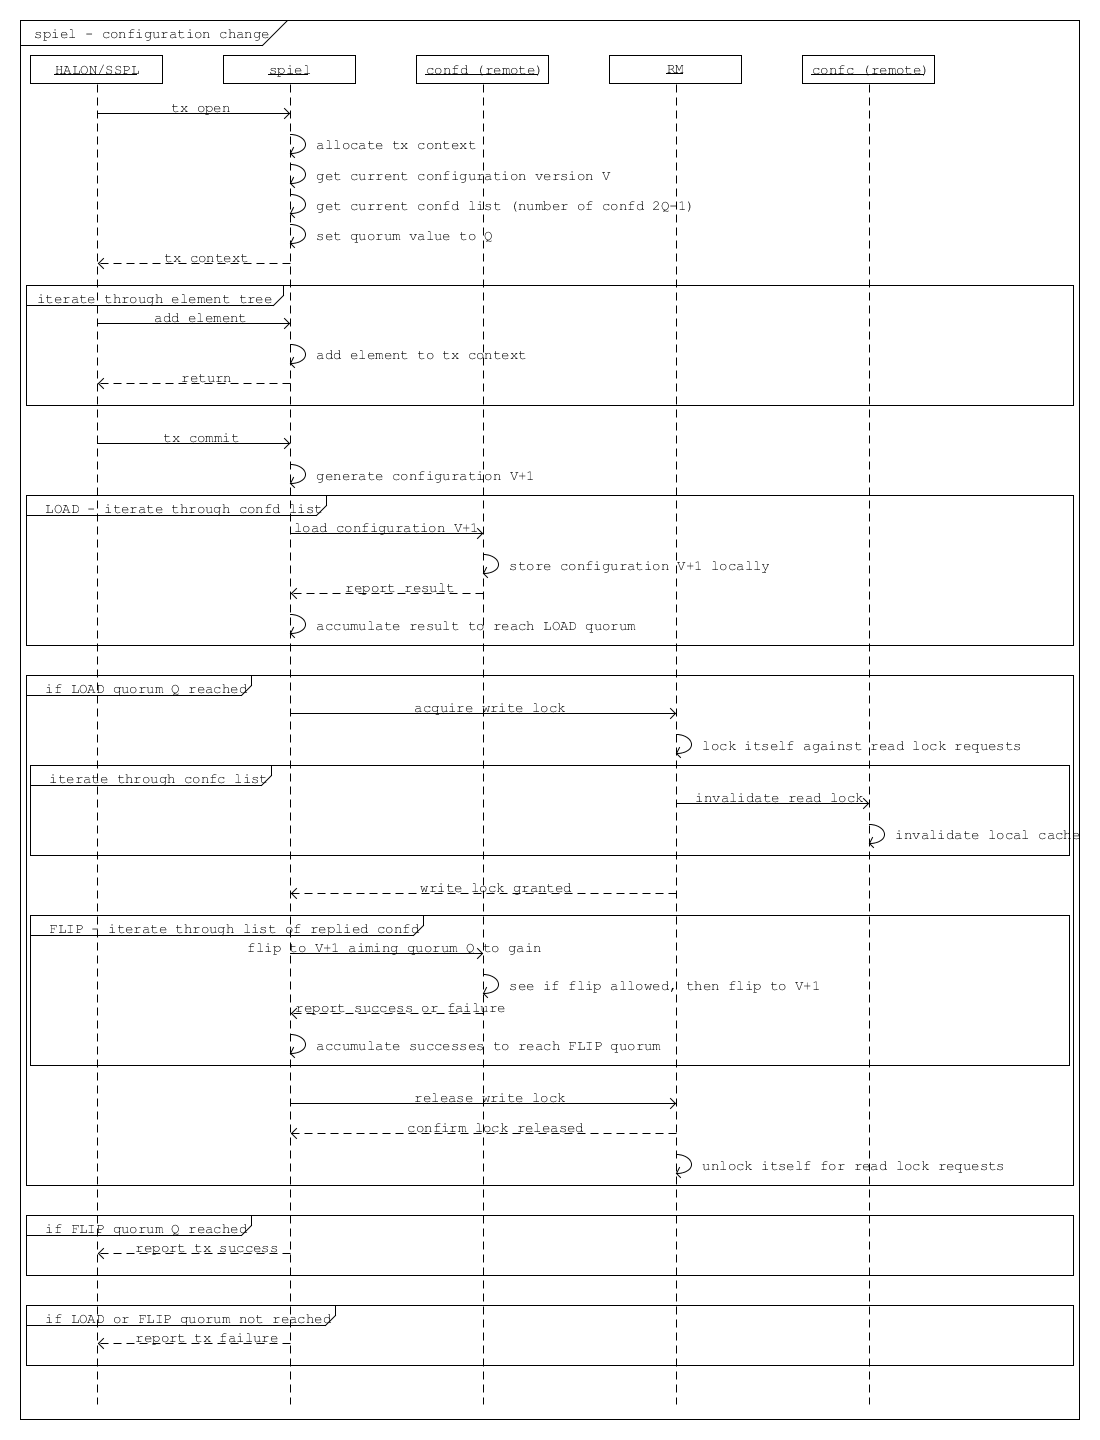 spiel - configuration change
HALON/SSPL
spiel
confd (remote)
RM
confc (remote)
tx open
allocate tx context
get current configuration version V
get current confd list (number of confd 2Q-1)
set quorum value to Q
tx context
iterate through element tree
add element
add element to tx context
return
tx commit
generate configuration V+1
LOAD - iterate through confd list
load configuration V+1
store configuration V+1 locally
report result
accumulate result to reach LOAD quorum
if LOAD quorum Q reached
acquire write lock
lock itself against read lock requests
iterate through confc list
invalidate read lock
invalidate local cache
write lock granted
FLIP - iterate through list of replied confd
flip to V+1 aiming quorum Q to gain
see if flip allowed, then flip to V+1
report success or failure
accumulate successes to reach FLIP quorum
release write lock
confirm lock released
unlock itself for read lock requests
if FLIP quorum Q reached
report tx success
if LOAD or FLIP quorum not reached
report tx failure